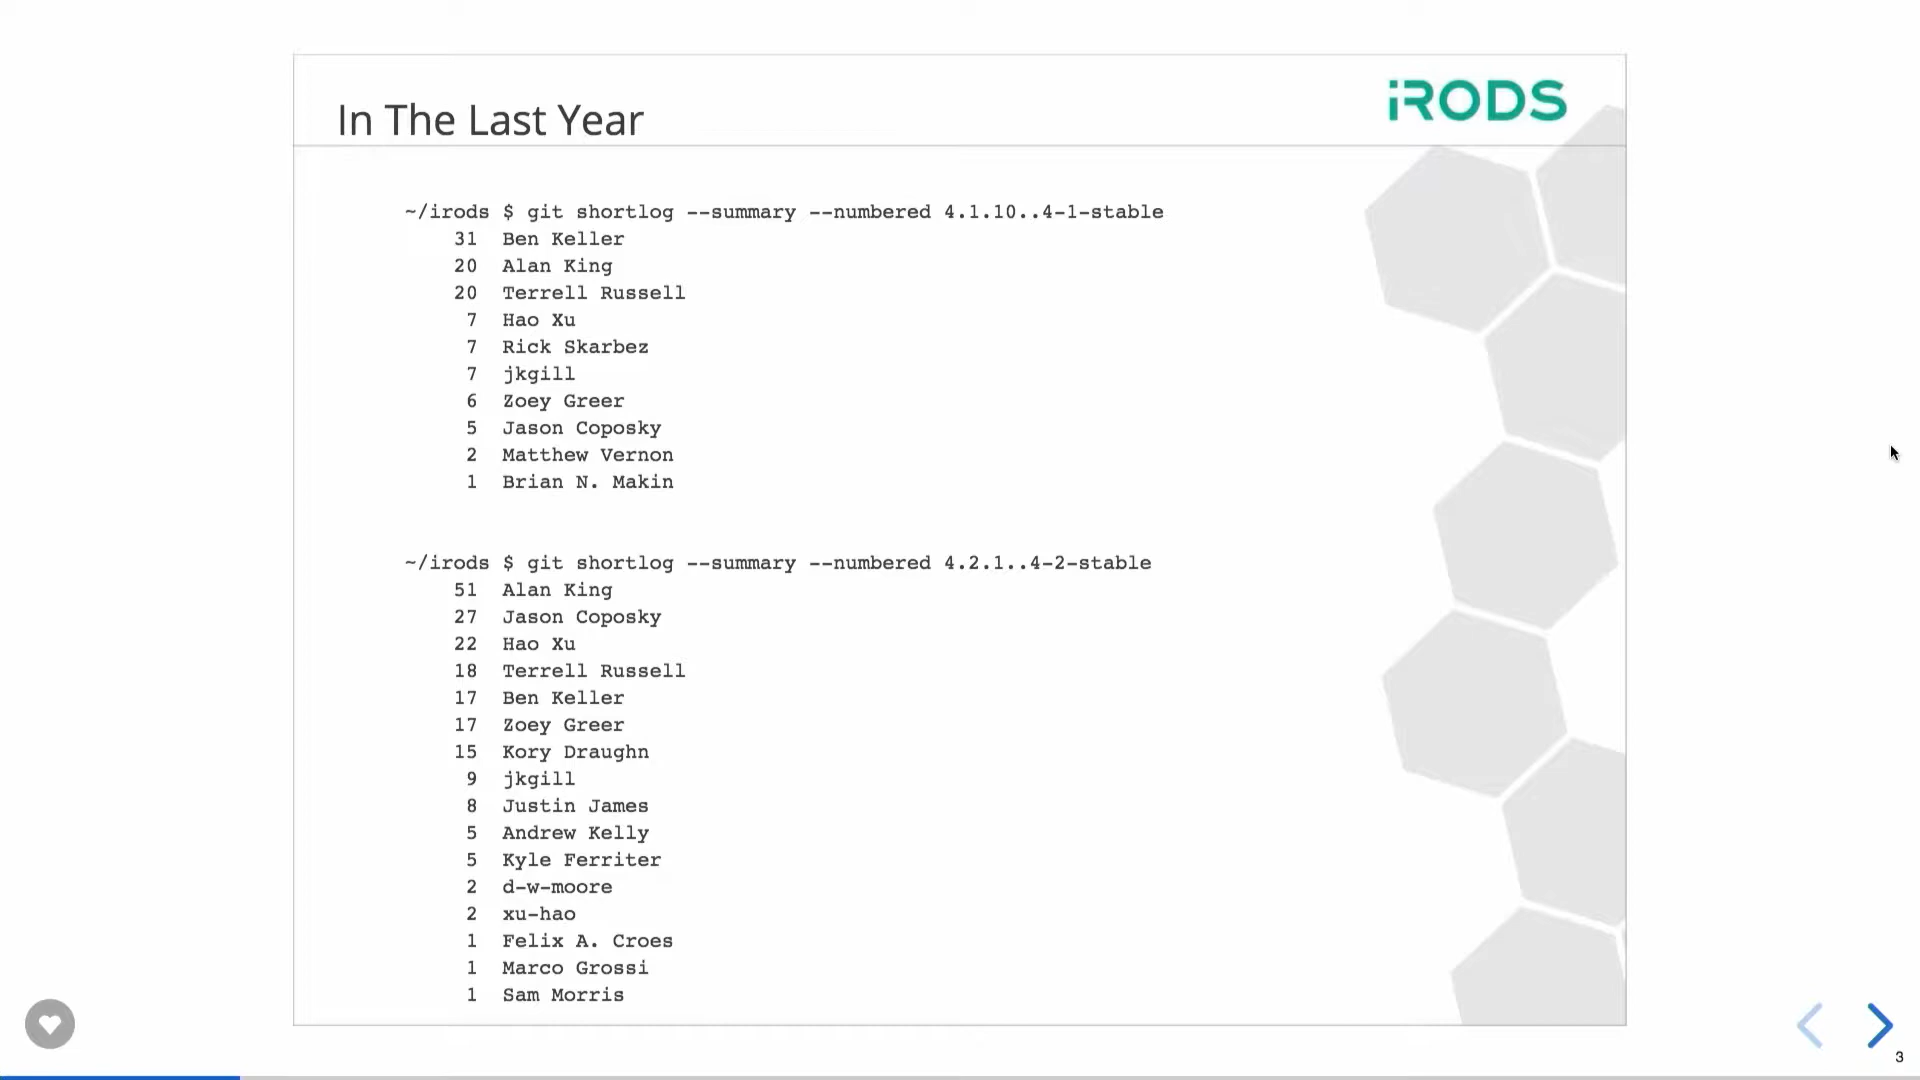 iRODS
In The Last Year
~/irods $ git shortlog --summary --numbered 4.1.10..4-1-stable
31 Ben Keller
20 Alan King
20 Terrell Russell
7 Hao Xu
7 Rick Skarbez
7 jkgill
6 Zoey Greer
5 Jason Coposky
2 Matthew Vernon
1 Brian N. Makin
~/irods $ git shortlog --summary --numbered 4.2.1..4-2-stable
51 Alan King
27 Jason Coposky
22 Hao Xu
18 Terrell Russell
17 Ben Keller
17 Zoey Greer
15 Kory Draughn
9 jkgill
8 Justin James
5 Andrew Kelly
5 Kyle Ferriter
2 d-w-moore
2 xu-hao
1 Felix A. Croes
1 Marco Grossi
1 Sam Morris
3